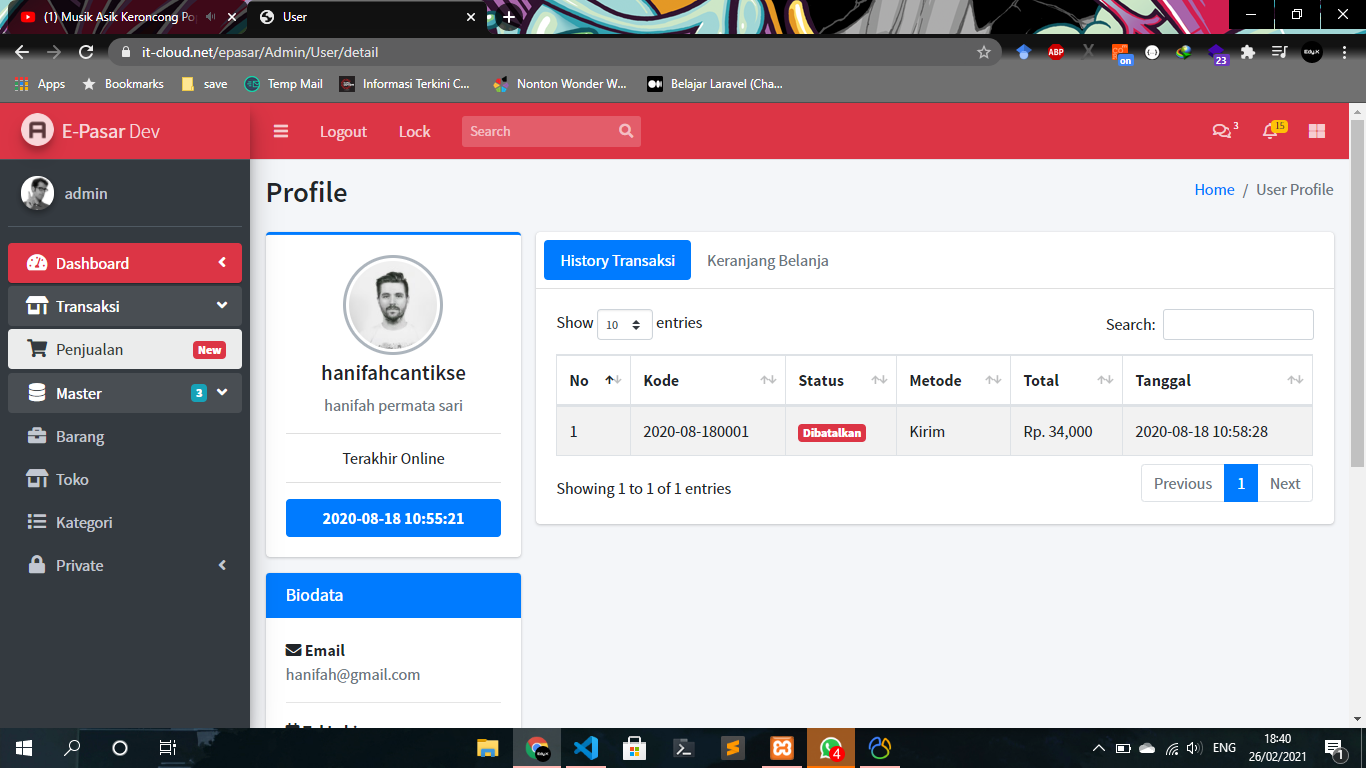 (1) Musik Asik Keroncong Po
User
it-cloud.net/epasar/Admin/User/detail
ABP
on
23
Apps
Bookmarks
save
Temp Mail
Informasi Terkini C...
Nonton Wonder W...
Belajar Laravel (Cha...
E-Pasar Dev
Logout
Lock
Search
3
15
admin
Profile
Home / User Profile
Dashboard
Transaksi
Penjualan New
Master 3
Barang
Toko
Kategori
Private
hanifahcantikse
hanifah permata sari
Terakhir Online
2020-08-18 10:55:21
Biodata
Email
hanifah@gmail.com
History Transaksi
Keranjang Belanja
Show 10 entries
Search:
No Kode Status Metode Total Tanggal
1 2020-08-180001 Dibatalkan Kirim Rp. 34,000 2020-08-18 10:58:28
Showing 1 to 1 of 1 entries
Previous 1 Next
4
ENG
18:40
26/02/2021
1